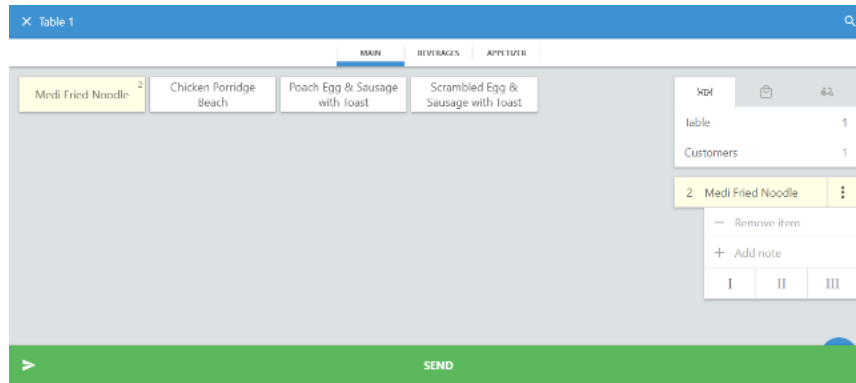 × Table 1
MAIN BEVERAGES APPETIZER
Medi Fried Noodle 2
Chicken Porridge
Beach
Poach Egg & Sausage
with Toast
Scrambled Egg &
Sausage with Toast
Table 1
Customers 1
2 Medi Fried Noodle
− Remove item
+ Add note
I II III
SEND